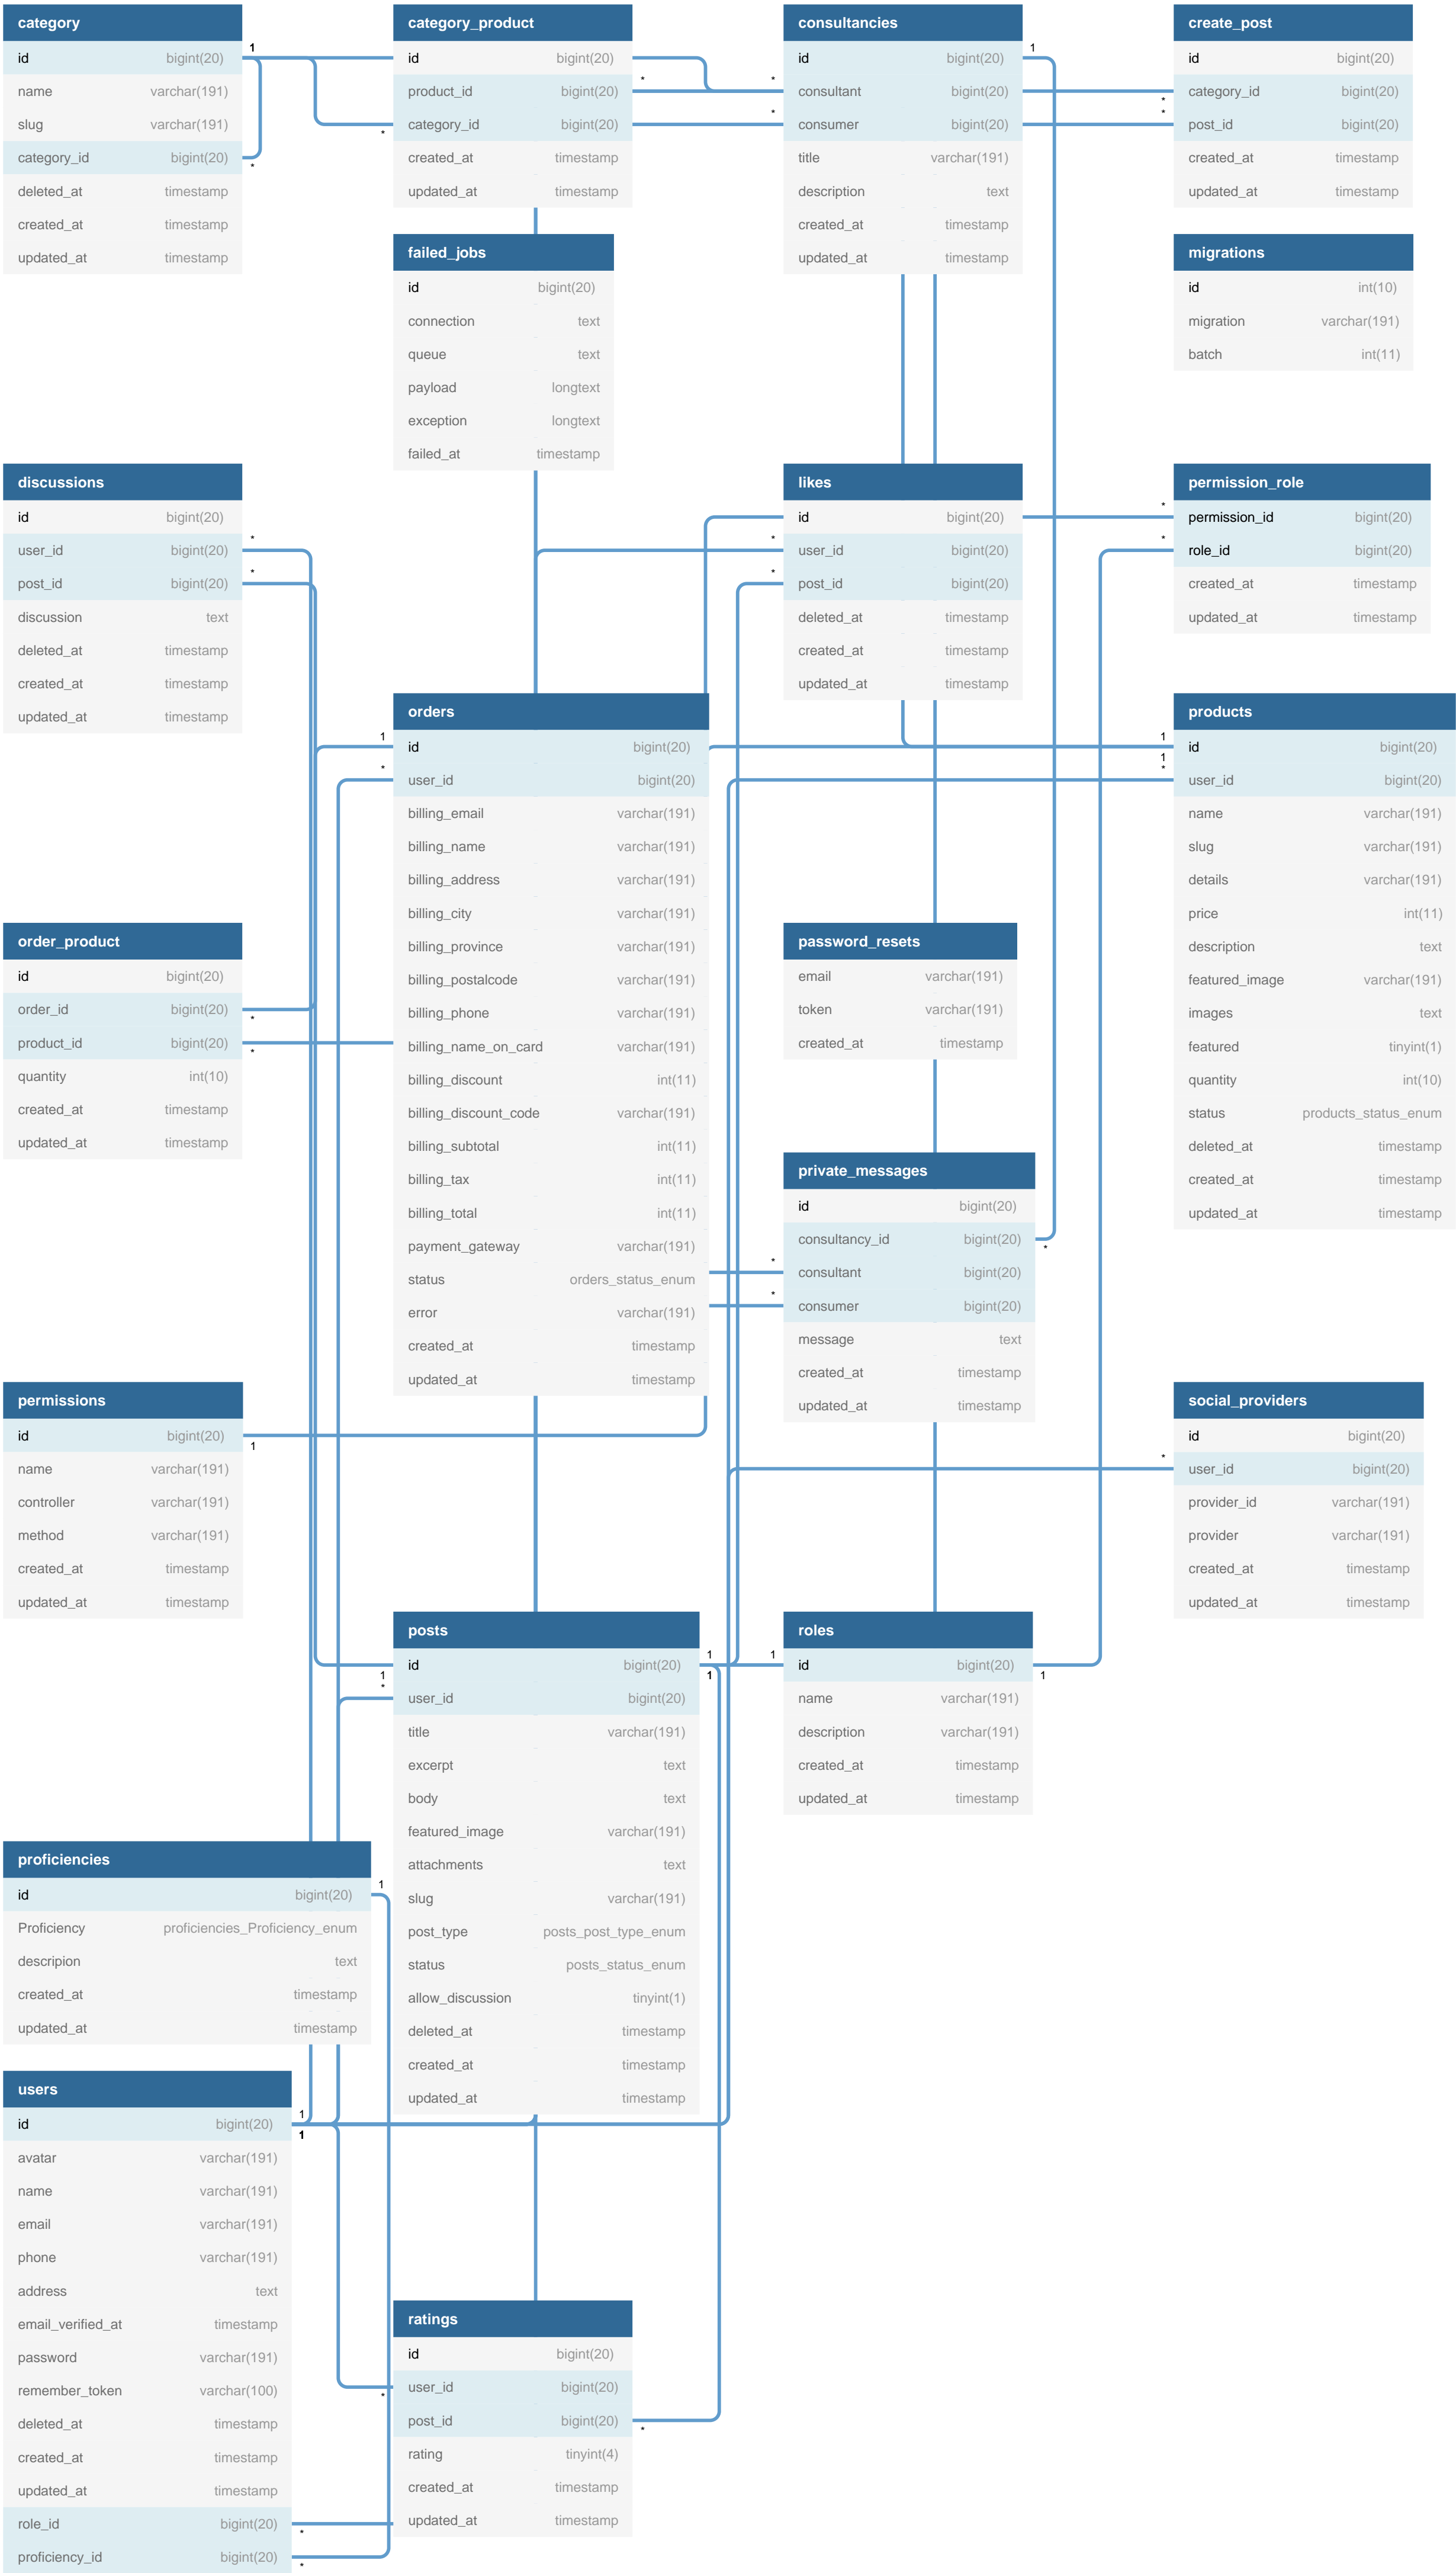 category
id bigint(20)
name varchar(191)
slug varchar(191)
category_id bigint(20)
deleted_at timestamp
created_at timestamp
updated_at timestamp
1
*
category_product
id bigint(20)
product_id bigint(20)
category_id bigint(20)
created_at timestamp
updated_at timestamp
*
*
consultancies
id bigint(20)
consultant bigint(20)
consumer bigint(20)
title varchar(191)
description text
created_at timestamp
updated_at timestamp
1
*
*
create_post
id bigint(20)
category_id bigint(20)
post_id bigint(20)
created_at timestamp
updated_at timestamp
*
*
failed_jobs
id bigint(20)
connection text
queue text
payload longtext
exception longtext
failed_at timestamp
migrations
id int(10)
migration varchar(191)
batch int(11)
discussions
id bigint(20)
user_id bigint(20)
post_id bigint(20)
discussion text
deleted_at timestamp
created_at timestamp
updated_at timestamp
*
*
likes
id bigint(20)
user_id bigint(20)
post_id bigint(20)
deleted_at timestamp
created_at timestamp
updated_at timestamp
*
*
permission_role
permission_id bigint(20)
role_id bigint(20)
created_at timestamp
updated_at timestamp
*
*
orders
id bigint(20)
user_id bigint(20)
billing_email varchar(191)
billing_name varchar(191)
billing_address varchar(191)
billing_city varchar(191)
billing_province varchar(191)
billing_postalcode varchar(191)
billing_phone varchar(191)
billing_name_on_card varchar(191)
billing_discount int(11)
billing_discount_code varchar(191)
billing_subtotal int(11)
billing_tax int(11)
billing_total int(11)
payment_gateway varchar(191)
status orders_status_enum
error varchar(191)
created_at timestamp
updated_at timestamp
1
*
products
id bigint(20)
user_id bigint(20)
name varchar(191)
slug varchar(191)
details varchar(191)
price int(11)
description text
featured_image varchar(191)
images text
featured tinyint(1)
quantity int(10)
status products_status_enum
deleted_at timestamp
created_at timestamp
updated_at timestamp
1
1
*
order_product
id bigint(20)
order_id bigint(20)
product_id bigint(20)
quantity int(10)
created_at timestamp
updated_at timestamp
*
*
password_resets
email varchar(191)
token varchar(191)
created_at timestamp
private_messages
id bigint(20)
consultancy_id bigint(20)
consultant bigint(20)
consumer bigint(20)
message text
created_at timestamp
updated_at timestamp
*
*
*
permissions
id bigint(20)
name varchar(191)
controller varchar(191)
method varchar(191)
created_at timestamp
updated_at timestamp
1
social_providers
id bigint(20)
user_id bigint(20)
provider_id varchar(191)
provider varchar(191)
created_at timestamp
updated_at timestamp
*
posts
id bigint(20)
user_id bigint(20)
title varchar(191)
excerpt text
body text
featured_image varchar(191)
attachments text
slug varchar(191)
post_type posts_post_type_enum
status posts_status_enum
allow_discussion tinyint(1)
deleted_at timestamp
created_at timestamp
updated_at timestamp
1
*
1
1
roles
id bigint(20)
name varchar(191)
description varchar(191)
created_at timestamp
updated_at timestamp
1
1
proficiencies
id bigint(20)
Proficiency proficiencies_Proficiency_enum
descripion text
created_at timestamp
updated_at timestamp
1
users
id bigint(20)
avatar varchar(191)
name varchar(191)
email varchar(191)
phone varchar(191)
address text
email_verified_at timestamp
password varchar(191)
remember_token varchar(100)
deleted_at timestamp
created_at timestamp
updated_at timestamp
role_id bigint(20)
proficiency_id bigint(20)
1
1
*
*
ratings
id bigint(20)
user_id bigint(20)
post_id bigint(20)
rating tinyint(4)
created_at timestamp
updated_at timestamp
*
*